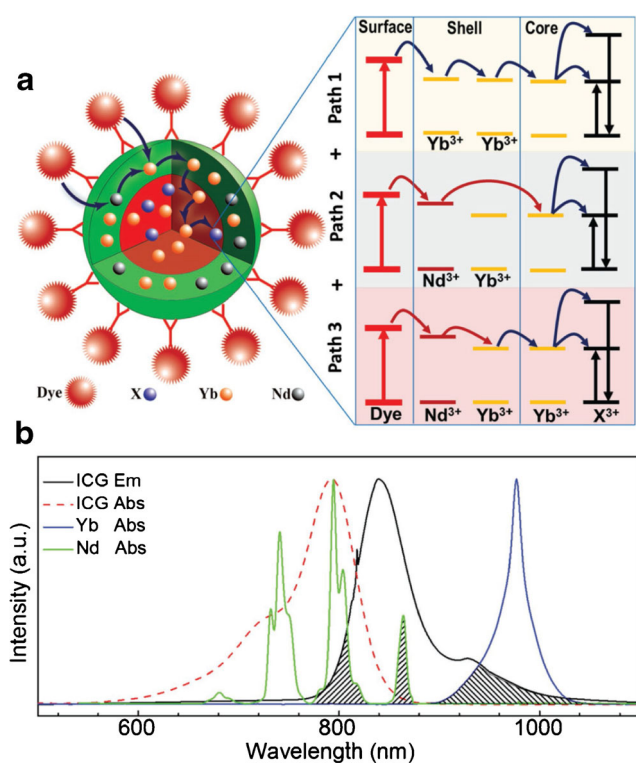 a
Surface Shell Core
Path 1
Yb³⁺ Yb³⁺
+
Path 2
Nd³⁺ Yb³⁺
+
Path 3
Dye Nd³⁺ Yb³⁺ Yb³⁺ X³⁺
Dye X Yb Nd
b
ICG Em
ICG Abs
Yb Abs
Nd Abs
Intensity (a.u.)
600 800 1000
Wavelength (nm)